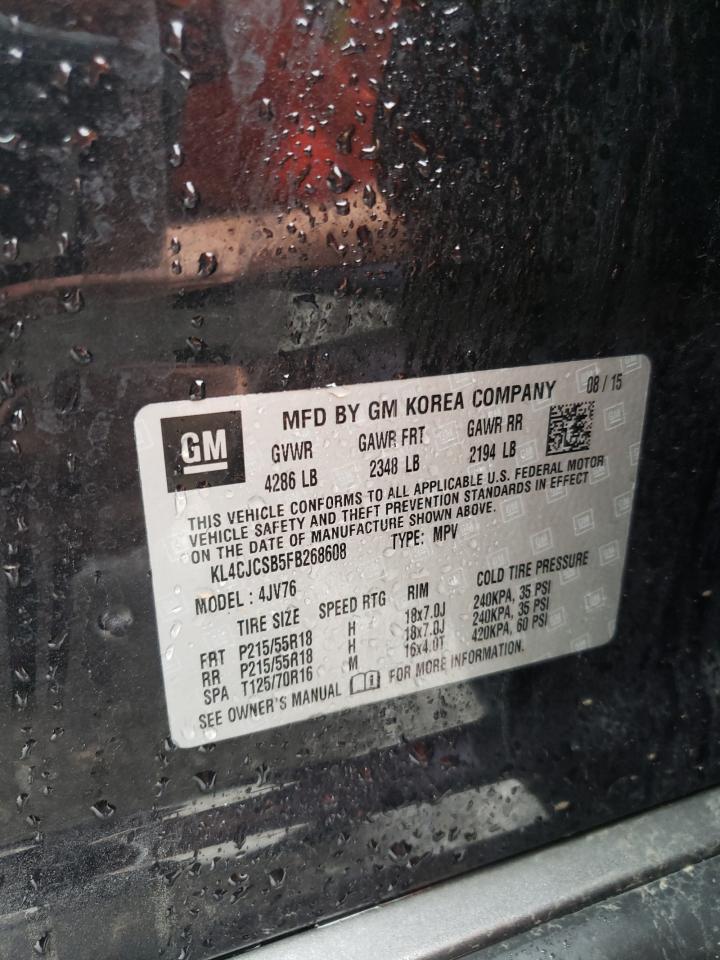 GM
MFD BY GM KOREA COMPANY 08 / 15
GVWR GAWR FRT GAWR RR
4286 LB 2348 LB 2194 LB
THIS VEHICLE CONFORMS TO ALL APPLICABLE U.S. FEDERAL MOTOR
VEHICLE SAFETY AND THEFT PREVENTION STANDARDS IN EFFECT
ON THE DATE OF MANUFACTURE SHOWN ABOVE.
KL4CJCSB5FB268608 TYPE: MPV
MODEL : 4JV76
TIRE SIZE SPEED RTG RIM COLD TIRE PRESSURE
FRT P215/55R18 H 18x7.0J 240KPA, 35 PSI
RR P215/55R18 H 18x7.0J 240KPA, 35 PSI
SPA T125/70R16 M 16x4.0T 420KPA, 60 PSI
SEE OWNER'S MANUAL FOR MORE INFORMATION.